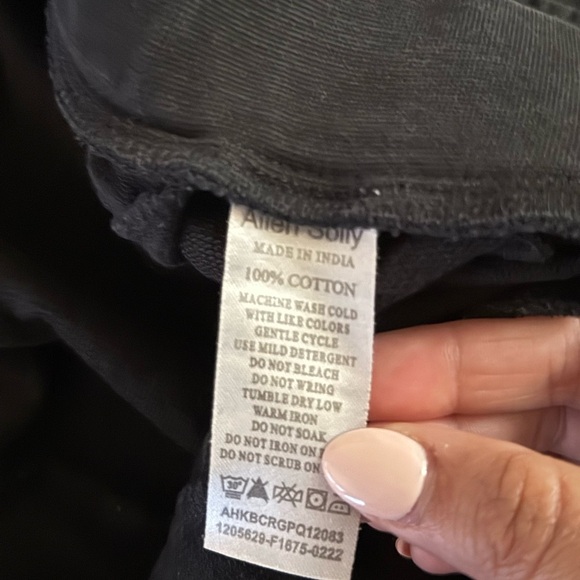 Allen Solly
MADE IN INDIA
100% COTTON
MACHINE WASH COLD
WITH LIKE COLORS
GENTLE CYCLE
USE MILD DETERGENT
DO NOT BLEACH
DO NOT WRING
TUMBLE DRY LOW
WARM IRON
DO NOT SOAK
DO NOT IRON ON
DO NOT SCRUB ON
30°
AHKBCRGPQ12083
1205629-F1675-0222